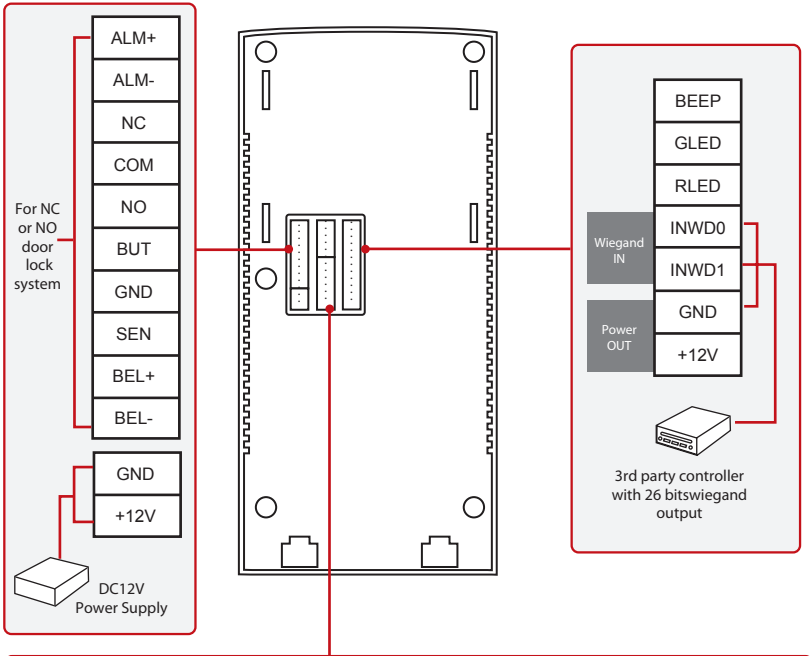 ALM+
ALM-
NC
COM
NO
BUT
GND
SEN
BEL+
BEL-
For NC
or NO
door
lock
system
GND
+12V
DC12V
Power Supply
BEEP
GLED
RLED
INWD0
INWD1
GND
+12V
Wiegand
IN
Power
OUT
3rd party controller
with 26 bitswiegand
output